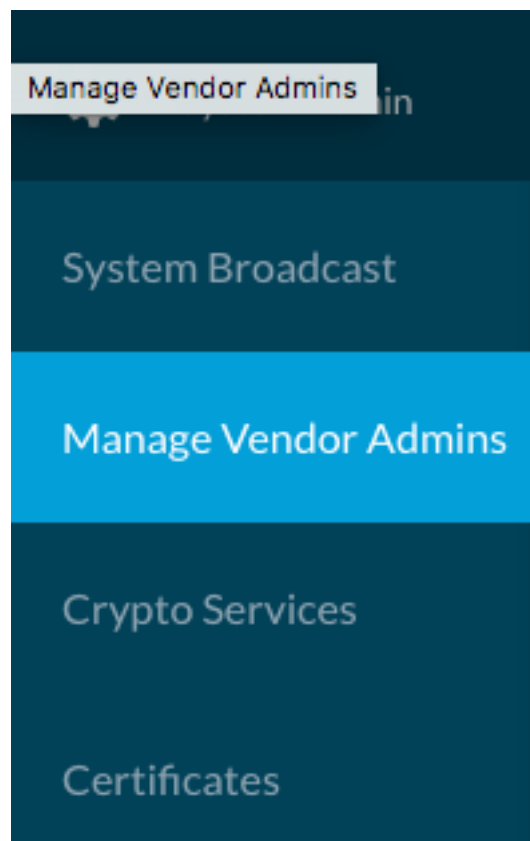 Manage Vendor Admins
System Broadcast
Manage Vendor Admins
Crypto Services
Certificates